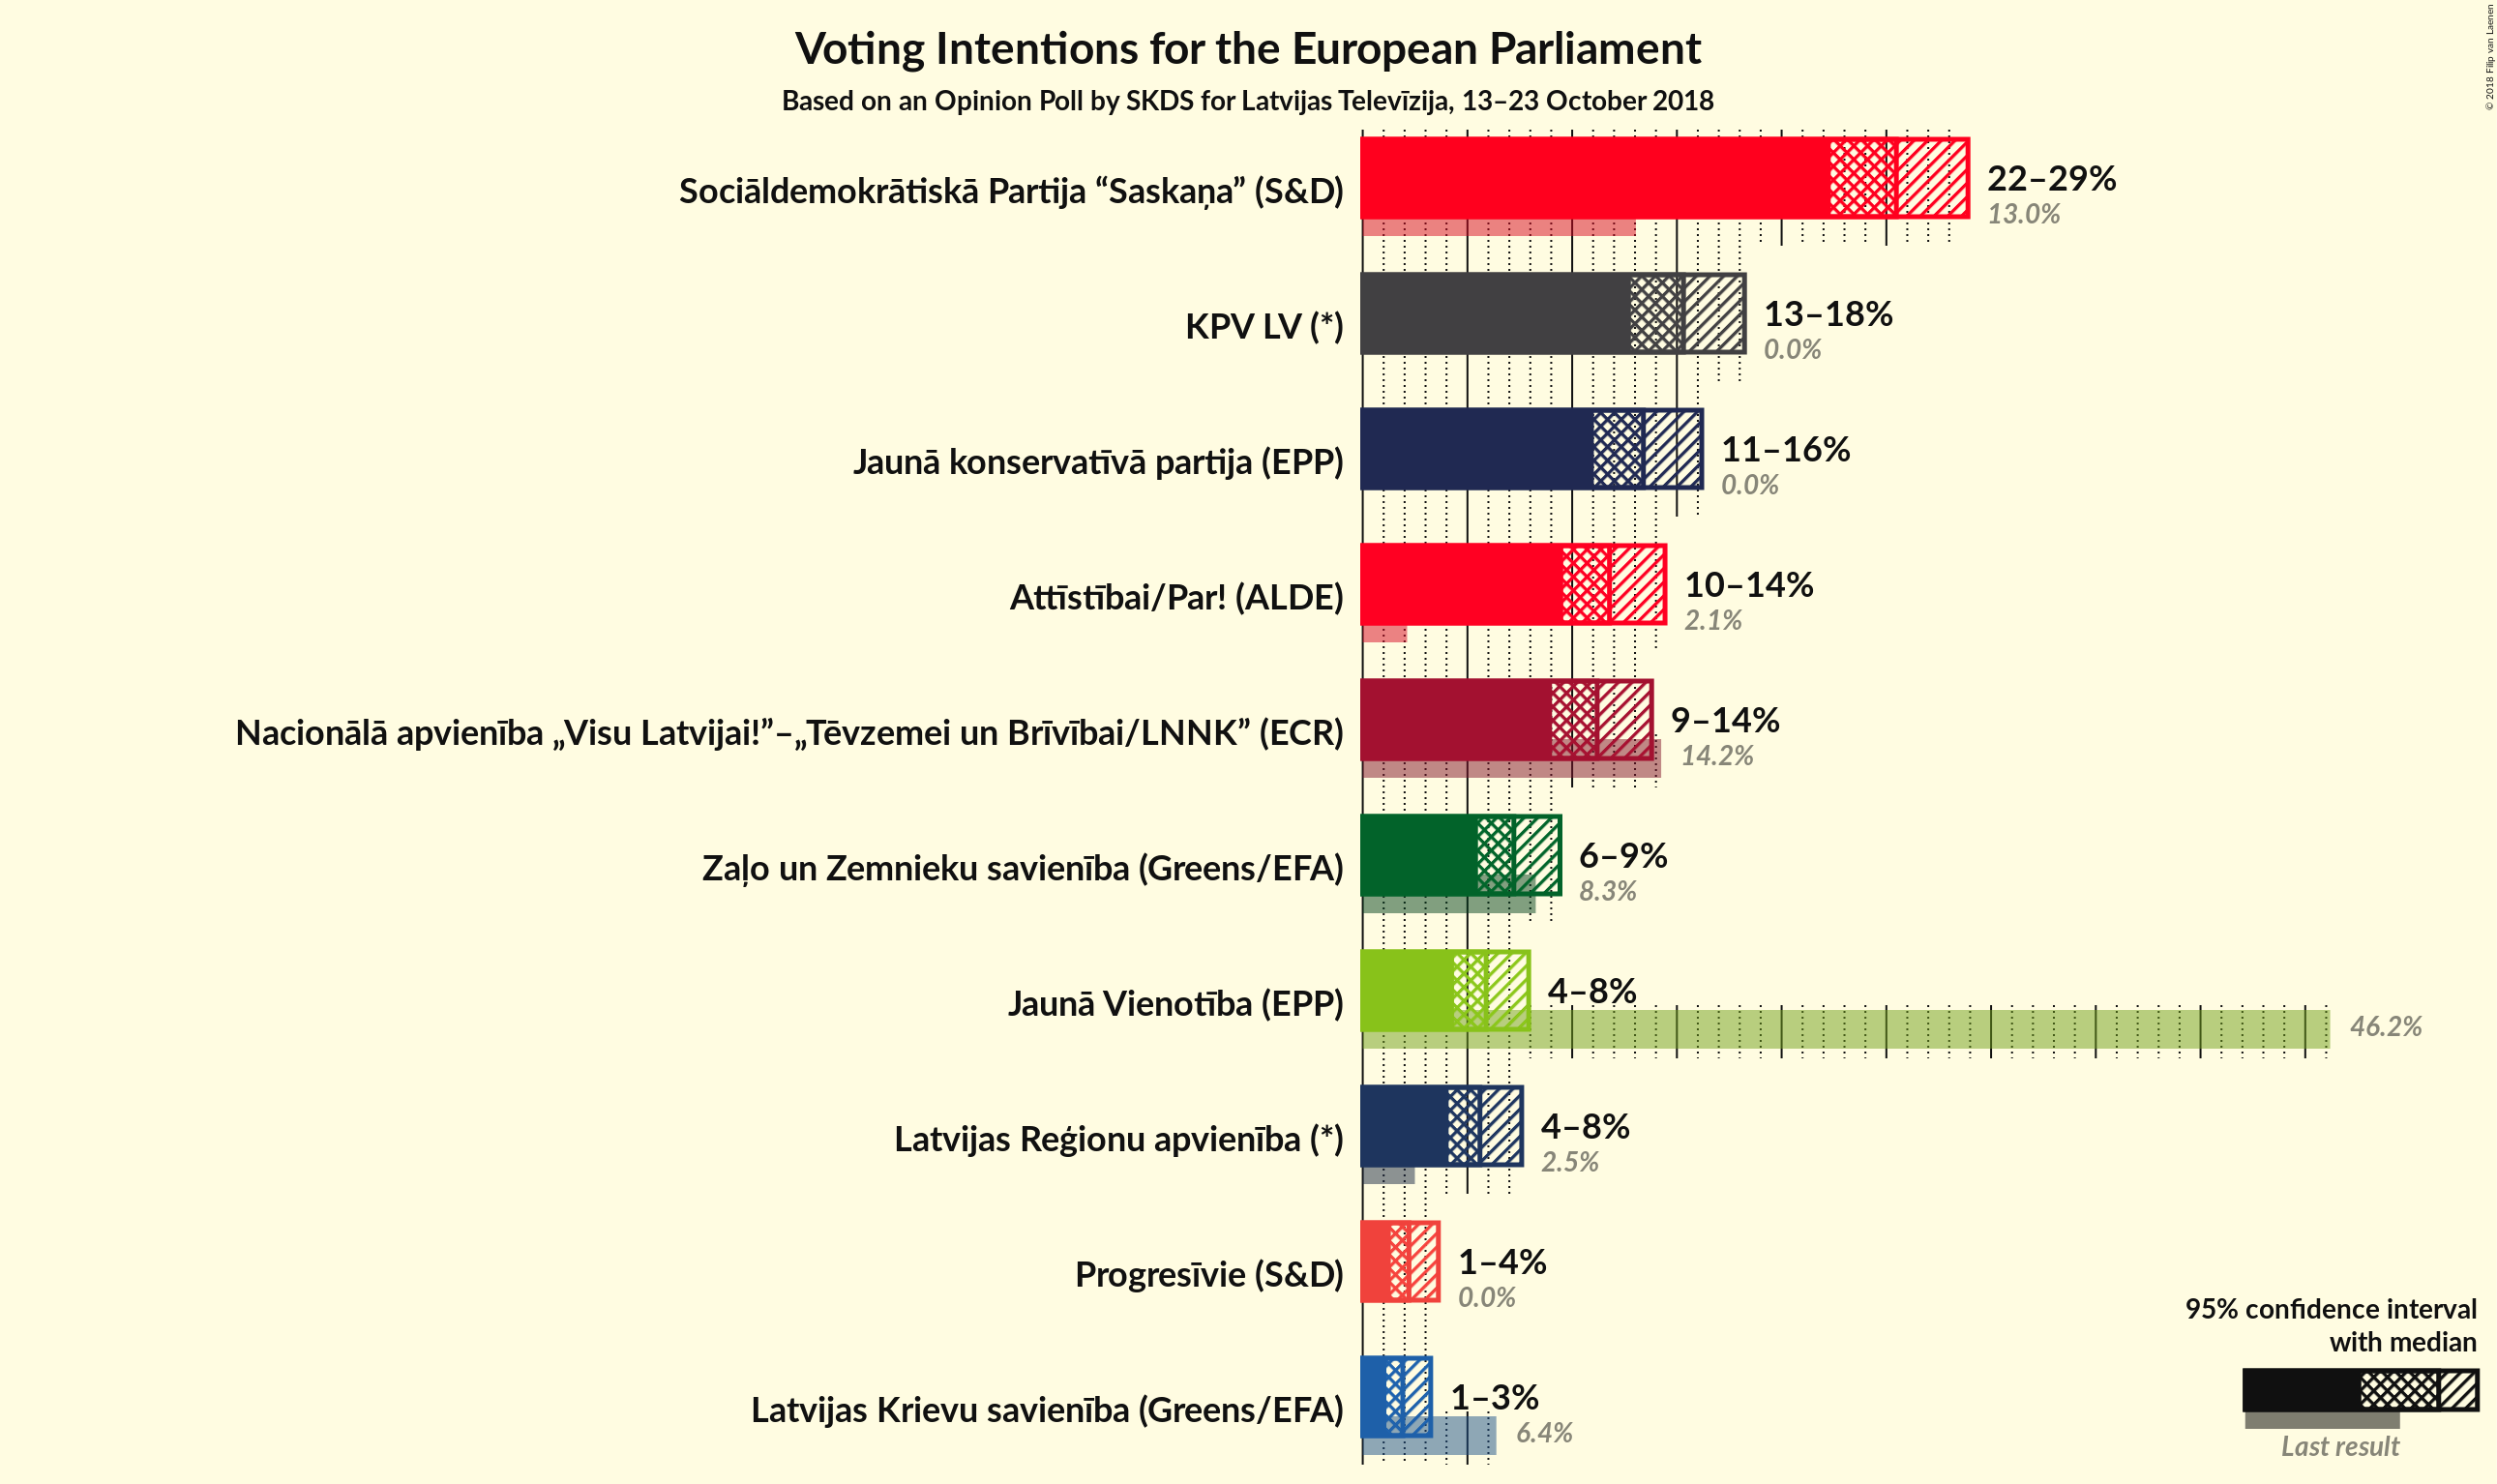 Voting Intentions for the European Parliament
Based on an Opinion Poll by SKDS for Latvijas Televīzija, 13–23 October 2018
© 2018 Filip van Laenen
Sociāldemokrātiskā Partija “Saskaņa” (S&D)
22–29%
13.0%
KPV LV (*)
13–18%
0.0%
Jaunā konservatīvā partija (EPP)
11–16%
0.0%
Attīstībai/Par! (ALDE)
10–14%
2.1%
Nacionālā apvienība „Visu Latvijai!”–„Tēvzemei un Brīvībai/LNNK” (ECR)
9–14%
14.2%
Zaļo un Zemnieku savienība (Greens/EFA)
6–9%
8.3%
Jaunā Vienotība (EPP)
4–8%
46.2%
Latvijas Reģionu apvienība (*)
4–8%
2.5%
Progresīvie (S&D)
1–4%
0.0%
Latvijas Krievu savienība (Greens/EFA)
1–3%
6.4%
95% confidence interval
with median
Last result